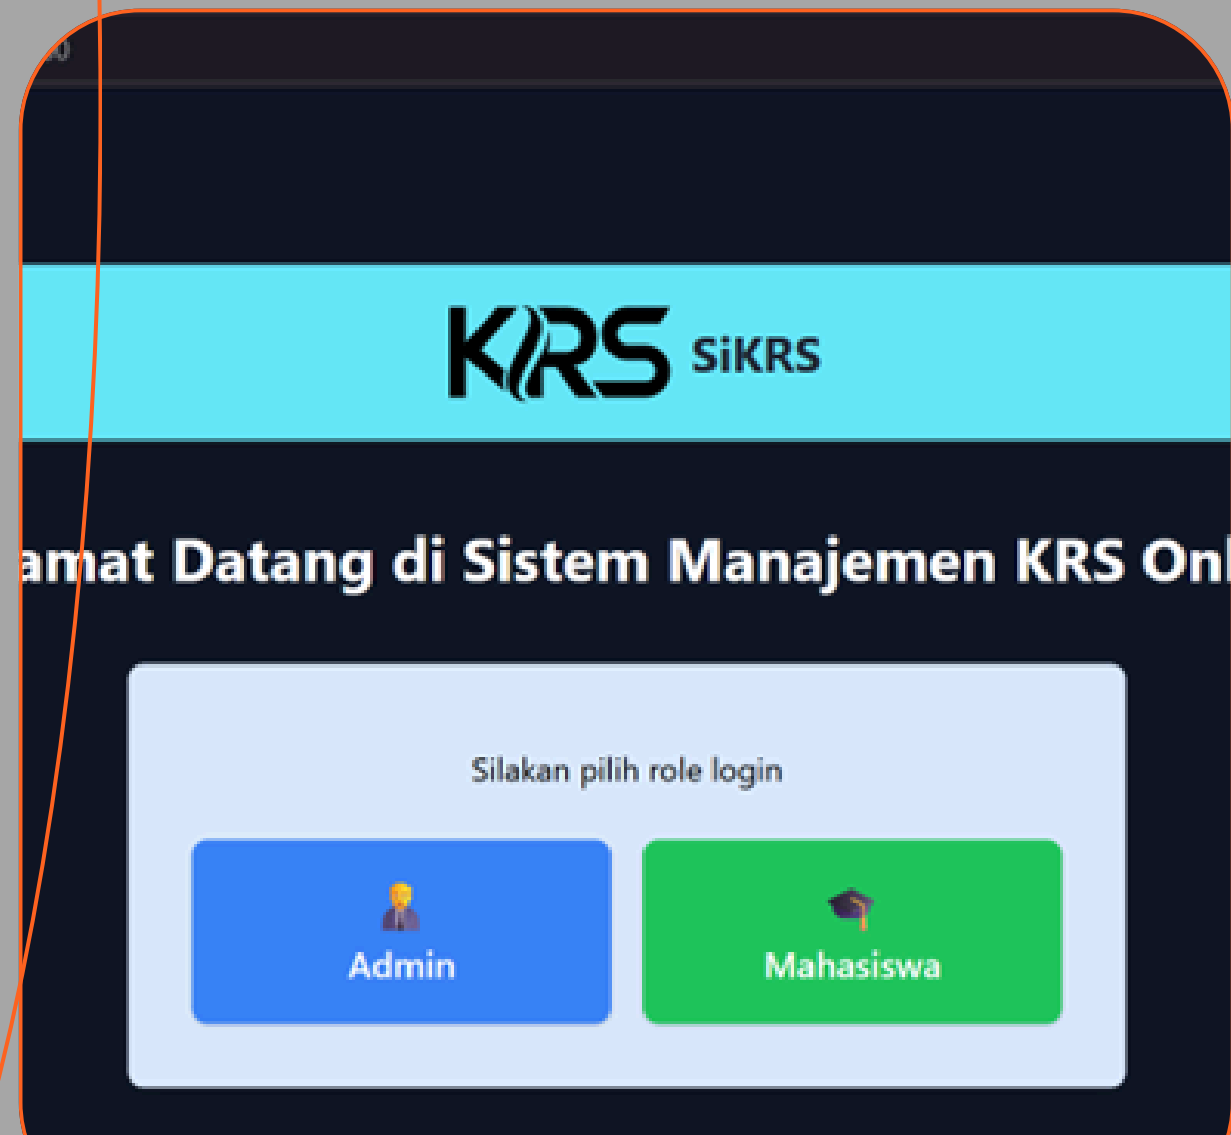 KRS SiKRS
amat Datang di Sistem Manajemen KRS Onl
Silakan pilih role login
Admin
Mahasiswa